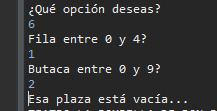 ¿Qué opción deseas?
6
Fila entre 0 y 4?
1
Butaca entre 0 y 9?
2
Esa plaza está vacía...